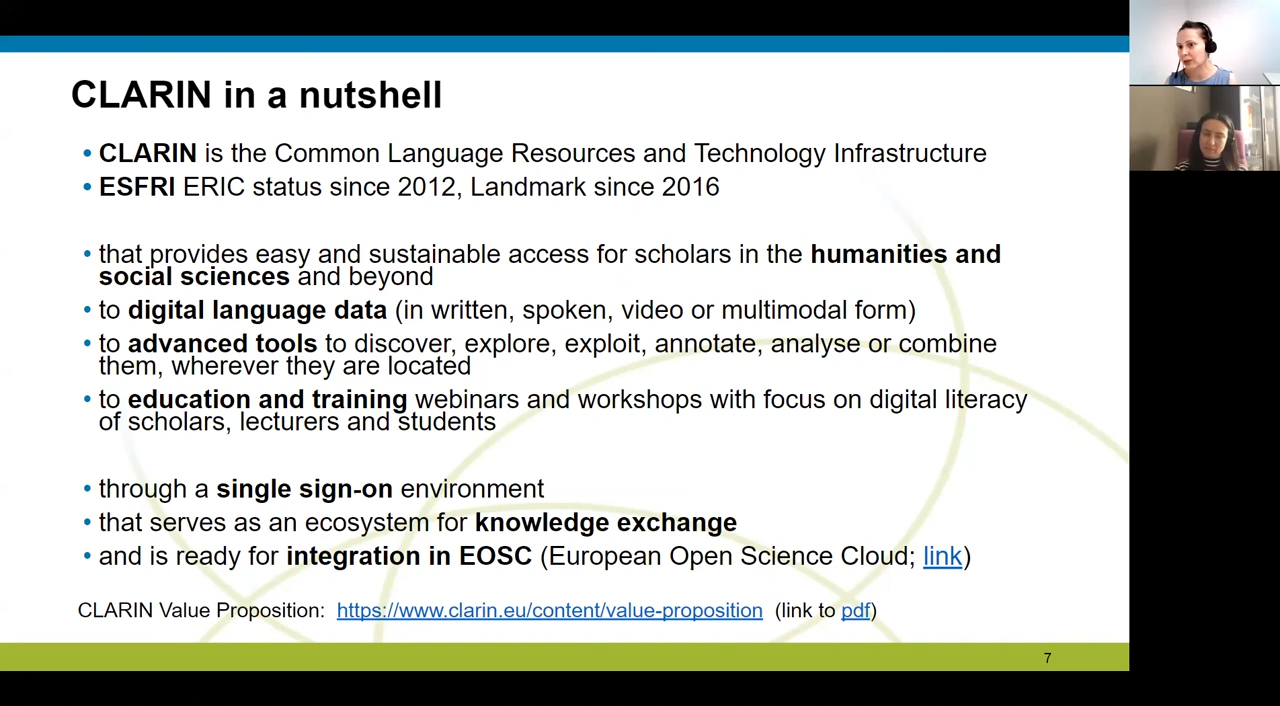 CLARIN in a nutshell
• CLARIN is the Common Language Resources and Technology Infrastructure
• ESFRI ERIC status since 2012, Landmark since 2016
• that provides easy and sustainable access for scholars in the humanities and
social sciences and beyond
• to digital language data (in written, spoken, video or multimodal form)
• to advanced tools to discover, explore, exploit, annotate, analyse or combine
them, wherever they are located
• to education and training webinars and workshops with focus on digital literacy
of scholars, lecturers and students
• through a single sign-on environment
• that serves as an ecosystem for knowledge exchange
• and is ready for integration in EOSC (European Open Science Cloud; link)
CLARIN Value Proposition: https://www.clarin.eu/content/value-proposition (link to pdf)
7